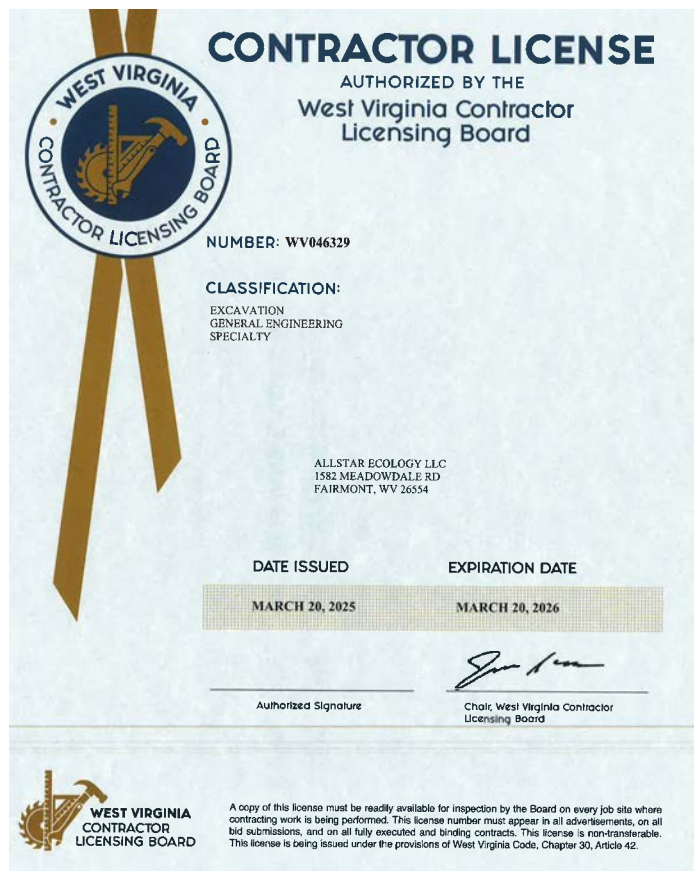 CONTRACTOR LICENSE
AUTHORIZED BY THE
West Virginia Contractor
Licensing Board
WEST VIRGINIA
CONTRACTOR LICENSING BOARD
NUMBER: WV046329
CLASSIFICATION:
EXCAVATION
GENERAL ENGINEERING
SPECIALTY
ALLSTAR ECOLOGY LLC
1582 MEADOWDALE RD
FAIRMONT, WV 26554
DATE ISSUED EXPIRATION DATE
MARCH 20, 2025 MARCH 20, 2026
Authorized Signature
Chair, West Virginia Contractor
Licensing Board
WEST VIRGINIA
CONTRACTOR
LICENSING BOARD
A copy of this license must be readily available for inspection by the Board on every job site where
contracting work is being performed. This license number must appear in all advertisements, on all
bid submissions, and on all fully executed and binding contracts. This license is non-transferable.
This license is being issued under the provisions of West Virginia Code, Chapter 30, Article 42.